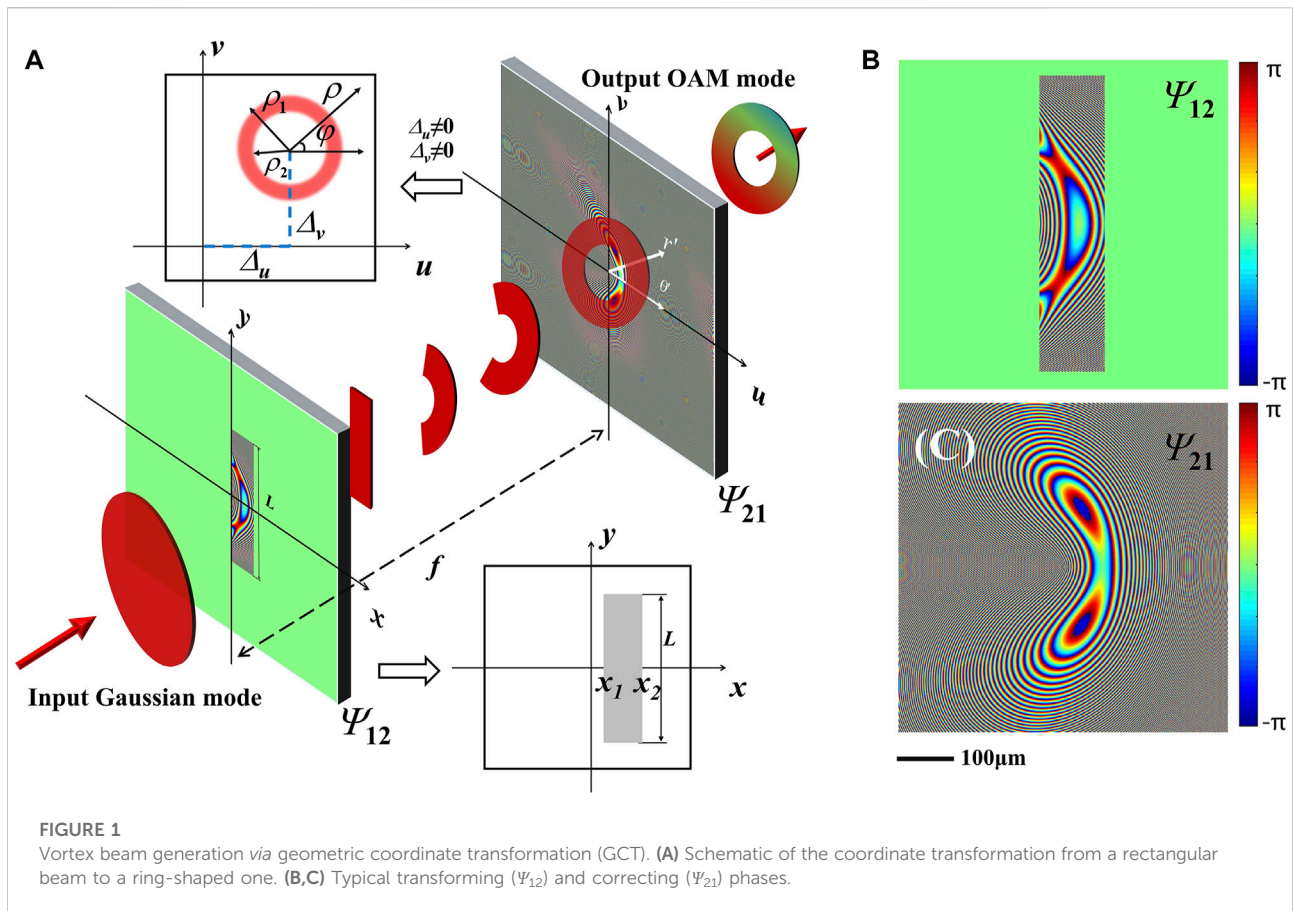 A
v
ρ
ρ₁
φ
ρ₂
Δᵥ
Δᵤ
u
Δᵤ≠0
Δᵥ≠0
Output OAM mode
v
r'
θ'
u
Ψ₂₁
y
L
x
f
Input Gaussian mode
Ψ₁₂
y
L
x₁
x₂
x
B
Ψ₁₂
π
-π
(C)
Ψ₂₁
π
-π
100μm
FIGURE 1
Vortex beam generation via geometric coordinate transformation (GCT). (A) Schematic of the coordinate transformation from a rectangular
beam to a ring-shaped one. (B,C) Typical transforming (Ψ₁₂) and correcting (Ψ₂₁) phases.